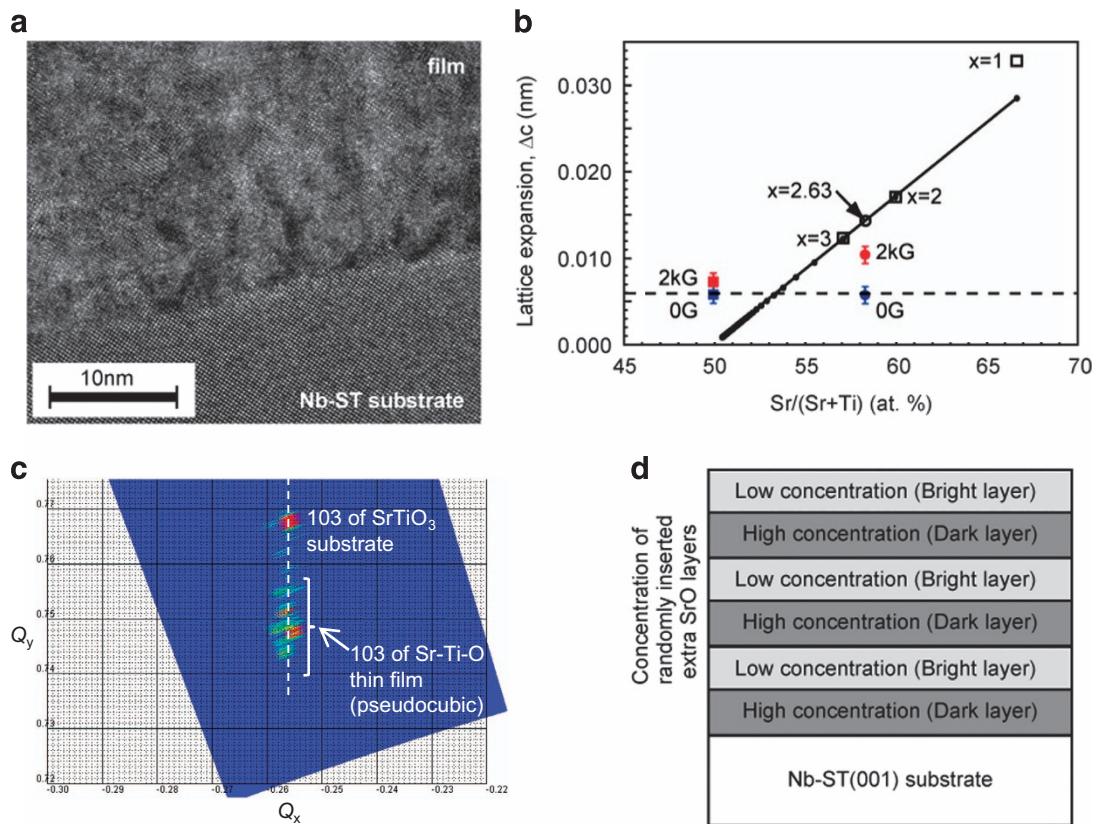 a
film
10nm
Nb-ST substrate
b
Lattice expansion, Δc (nm)
0.030
0.020
0.010
0.000
x=1
x=2.63
x=2
x=3
2kG
2kG
0G
0G
45 50 55 60 65 70
Sr/(Sr+Ti) (at. %)
c
0.77
0.76
0.75
0.74
0.73
0.72
Qy
103 of SrTiO3
substrate
103 of Sr-Ti-O
thin film
(pseudocubic)
-0.30 -0.29 -0.28 -0.27 -0.26 -0.25 -0.24 -0.23 -0.22
Qx
d
Concentration of
randomly inserted
extra SrO layers
Low concentration (Bright layer)
High concentration (Dark layer)
Low concentration (Bright layer)
High concentration (Dark layer)
Low concentration (Bright layer)
High concentration (Dark layer)
Nb-ST(001) substrate